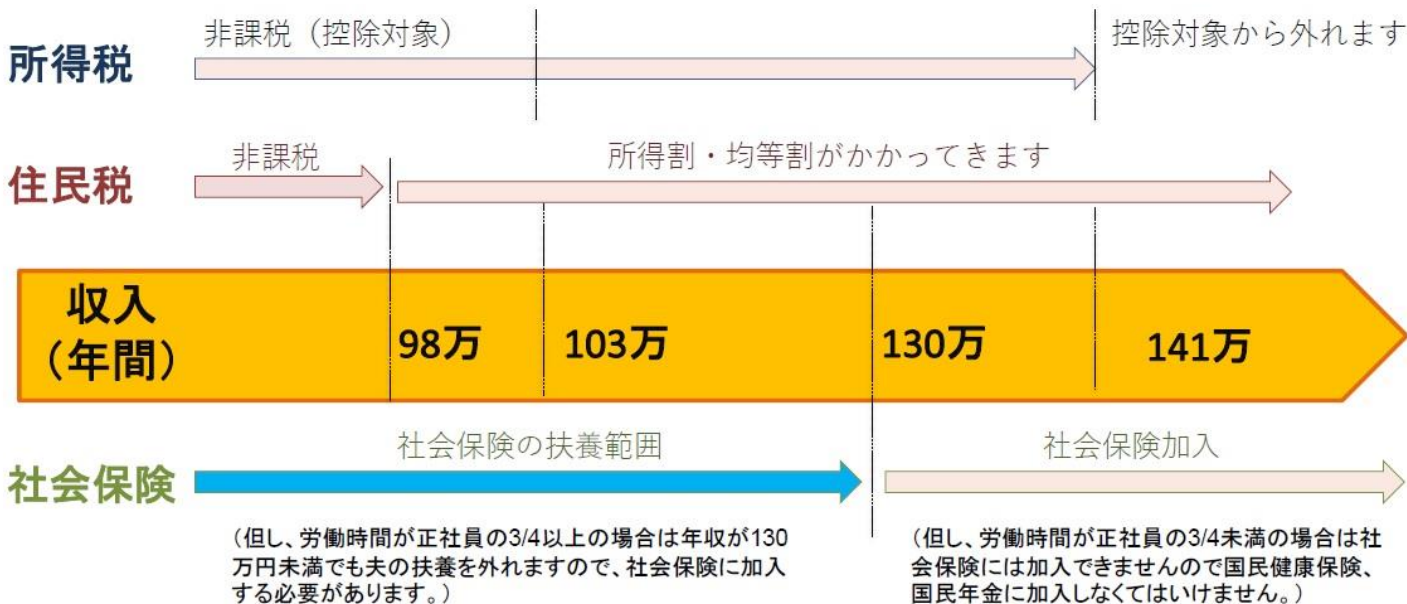 所得税
非課税（控除対象）
控除対象から外れます
住民税
非課税
所得割・均等割がかかってきます
収入
（年間）
98万
103万
130万
141万
社会保険
社会保険の扶養範囲
社会保険加入
（但し、労働時間が正社員の3/4以上の場合は年収が130
万円未満でも夫の扶養を外れますので、社会保険に加入
する必要があります。）
（但し、労働時間が正社員の3/4未満の場合は社
会保険には加入できませんので国民健康保険、
国民年金に加入しなくてはいけません。）